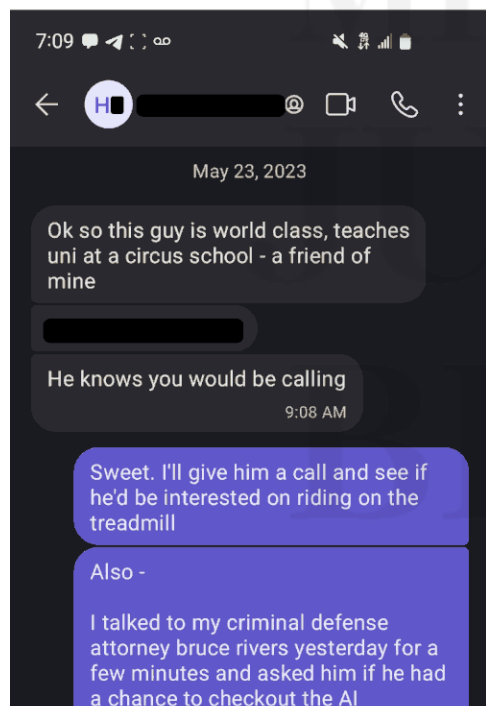 7:09
H
May 23, 2023
Ok so this guy is world class, teaches
uni at a circus school - a friend of
mine
He knows you would be calling
9:08 AM
Sweet. I'll give him a call and see if
he'd be interested on riding on the
treadmill
Also -
I talked to my criminal defense
attorney bruce rivers yesterday for a
few minutes and asked him if he had
a chance to checkout the AI